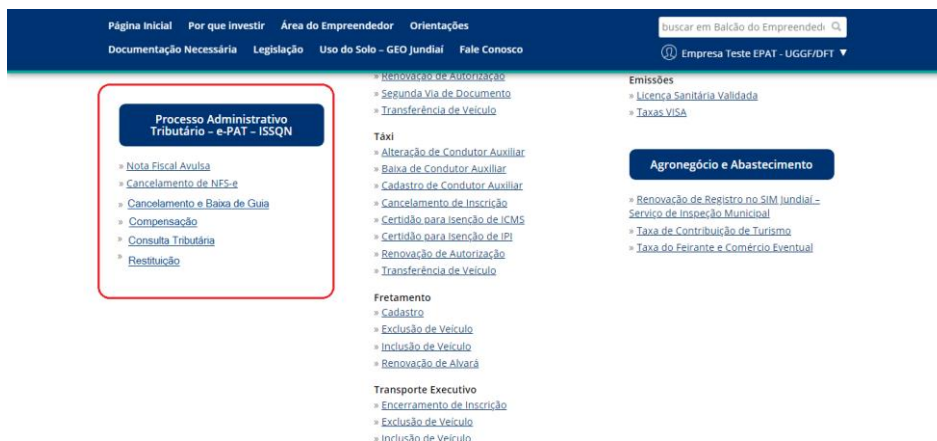 Página Inicial Por que investir Área do Empreendedor Orientações
Documentação Necessária Legislação Uso do Solo – GEO Jundiaí Fale Conosco
buscar em Balcão do Empreended
Empresa Teste EPAT - UGGF/DFT ▼
Processo Administrativo
Tributário – e-PAT – ISSQN
» Nota Fiscal Avulsa
» Cancelamento de NFS-e
» Cancelamento e Baixa de Guia
» Compensação
» Consulta Tributária
» Restituição
» Renovação de Autorização
» Segunda Via de Documento
» Transferência de Veículo
Táxi
» Alteração de Condutor Auxiliar
» Baixa de Condutor Auxiliar
» Cadastro de Condutor Auxiliar
» Cancelamento de Inscrição
» Certidão para Isenção de ICMS
» Certidão para Isenção de IPI
» Renovação de Autorização
» Transferência de Veículo
Fretamento
» Cadastro
» Exclusão de Veículo
» Inclusão de Veículo
» Renovação de Alvará
Transporte Executivo
» Encerramento de Inscrição
» Exclusão de Veículo
» Inclusão de Veículo
Emissões
» Licença Sanitária Validada
» Taxas VISA
Agronegócio e Abastecimento
» Renovação de Registro no SIM Jundiaí –
Serviço de Inspeção Municipal
» Taxa de Contribuição de Turismo
» Taxa do Feirante e Comércio Eventual